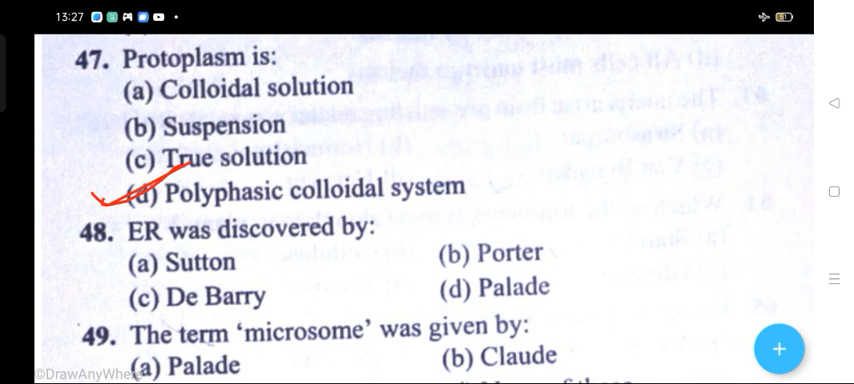 13:27
47. Protoplasm is:
(a) Colloidal solution
(b) Suspension
(c) True solution
(d) Polyphasic colloidal system
48. ER was discovered by:
(a) Sutton (b) Porter
(c) De Barry (d) Palade
49. The term ‘microsome’ was given by:
(a) Palade (b) Claude
©DrawAnyWhere